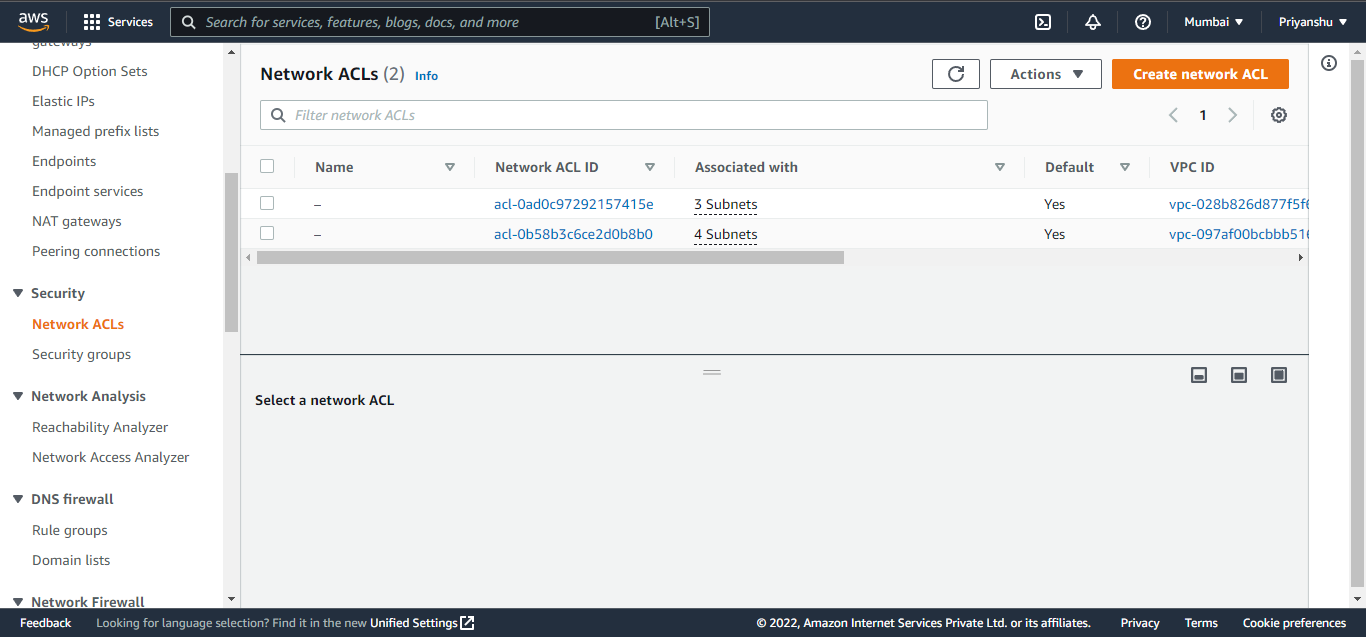 aws
Services
Search for services, features, blogs, docs, and more [Alt+S]
Mumbai
Priyanshu
gateways
DHCP Option Sets
Elastic IPs
Managed prefix lists
Endpoints
Endpoint services
NAT gateways
Peering connections
Security
Network ACLs
Security groups
Network Analysis
Reachability Analyzer
Network Access Analyzer
DNS firewall
Rule groups
Domain lists
Network Firewall
Network ACLs (2) Info
Actions
Create network ACL
Filter network ACLs
1
Name Network ACL ID Associated with Default VPC ID
– acl-0ad0c97292157415e 3 Subnets Yes vpc-028b826d877f5f6
– acl-0b58b3c6ce2d0b8b0 4 Subnets Yes vpc-097af00bcbbb516
Select a network ACL
Feedback Looking for language selection? Find it in the new Unified Settings
© 2022, Amazon Internet Services Private Ltd. or its affiliates. Privacy Terms Cookie preferences